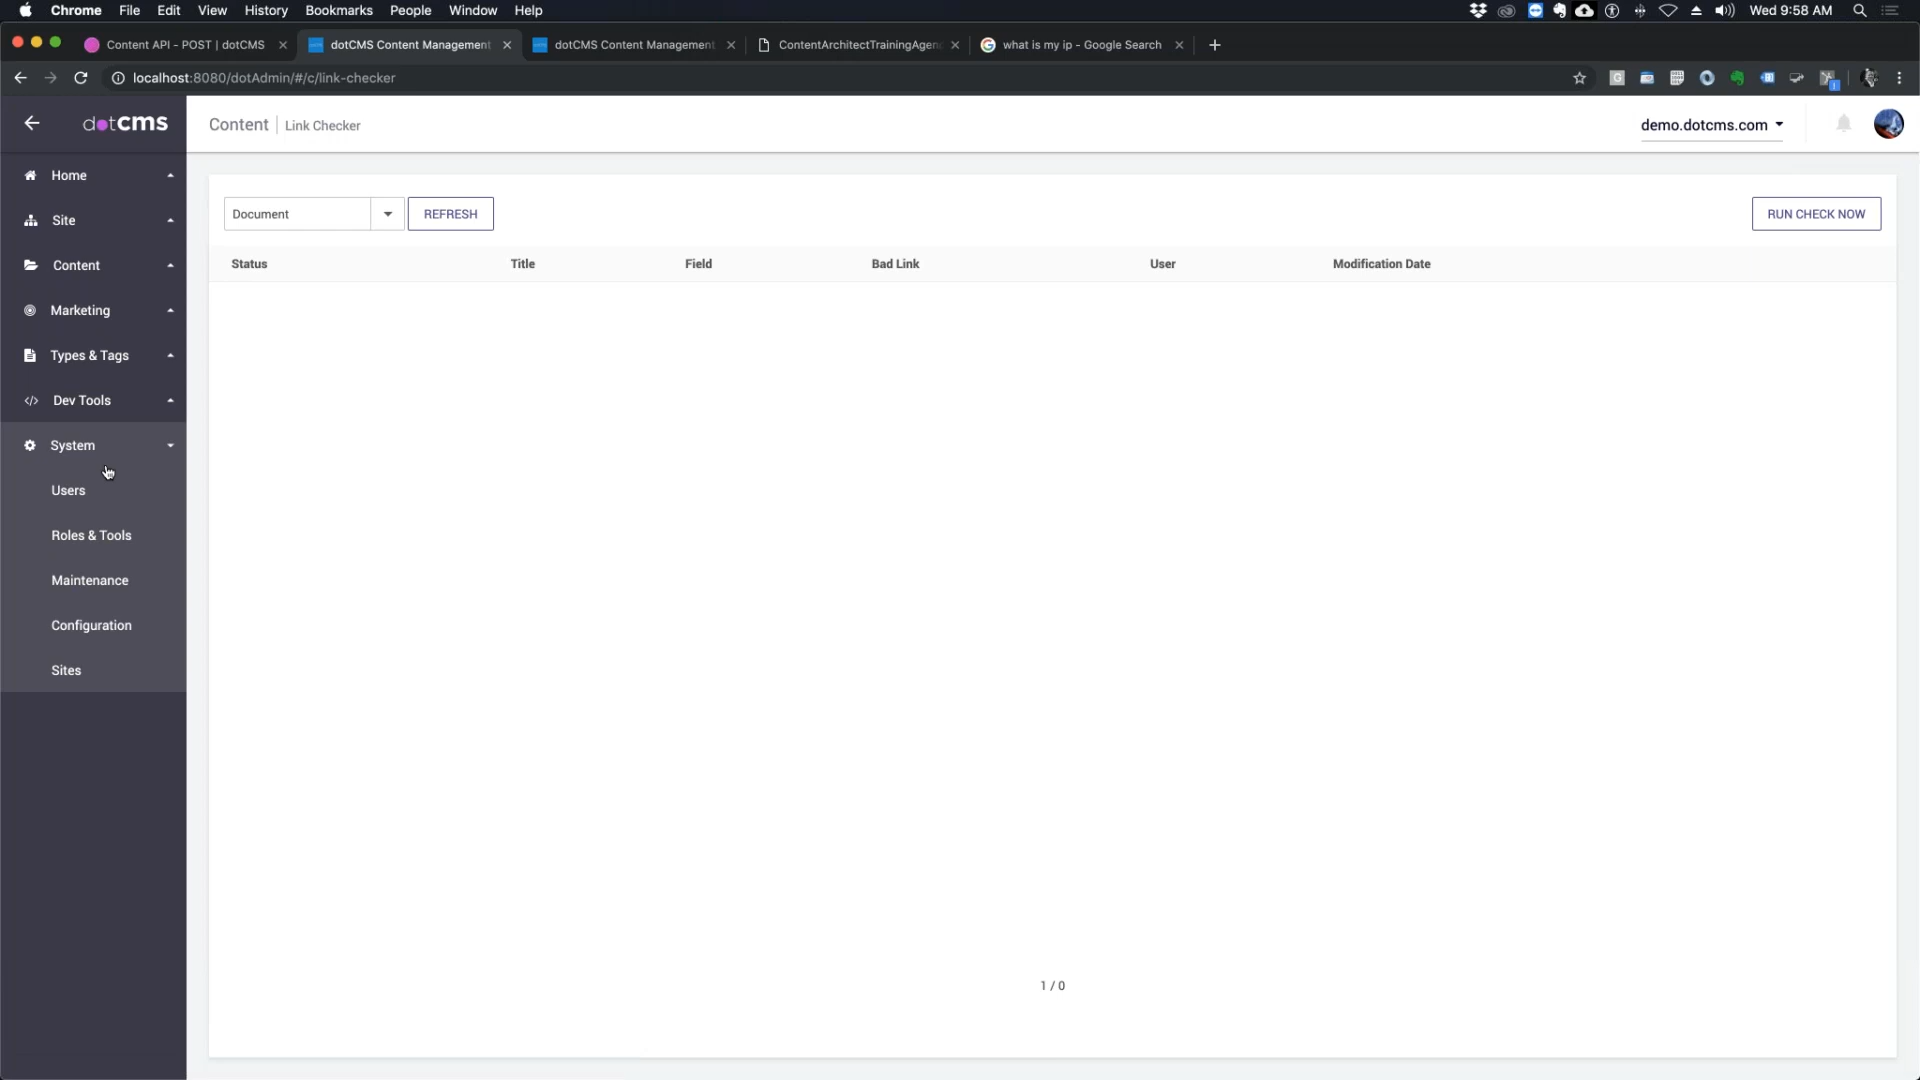 Chrome File Edit View History Bookmarks People Window Help Wed 9:58 AM
Content API - POST | dotCMS dotCMS Content Management dotCMS Content Management ContentArchitectTrainingAgen what is my ip - Google Search
localhost:8080/dotAdmin/#/c/link-checker
dotCMS Content Link Checker demo.dotcms.com
Home
Site
Content
Marketing
Types & Tags
Dev Tools
System
Users
Roles & Tools
Maintenance
Configuration
Sites
Document REFRESH RUN CHECK NOW
Status Title Field Bad Link User Modification Date
1 / 0